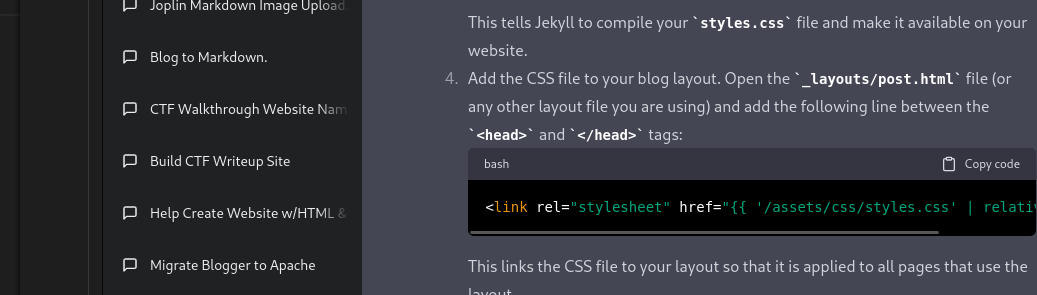 Joplin Markdown Image Upload
Blog to Markdown.
CTF Walkthrough Website Nam
Build CTF Writeup Site
Help Create Website w/HTML &
Migrate Blogger to Apache
This tells Jekyll to compile your `styles.css` file and make it available on your
website.
4. Add the CSS file to your blog layout. Open the `_layouts/post.html` file (or
any other layout file you are using) and add the following line between the
`<head>` and `</head>` tags:
bash Copy code
<link rel="stylesheet" href="{{ '/assets/css/styles.css' | relativ
This links the CSS file to your layout so that it is applied to all pages that use the
layout.